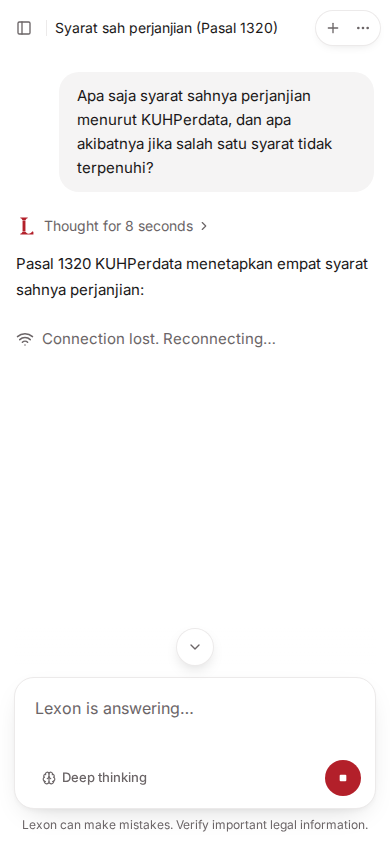 Syarat sah perjanjian (Pasal 1320)
Apa saja syarat sahnya perjanjian
menurut KUHPerdata, dan apa
akibatnya jika salah satu syarat tidak
terpenuhi?
L Thought for 8 seconds
Pasal 1320 KUHPerdata menetapkan empat syarat
sahnya perjanjian:
Connection lost. Reconnecting...
Lexon is answering...
Deep thinking
Lexon can make mistakes. Verify important legal information.